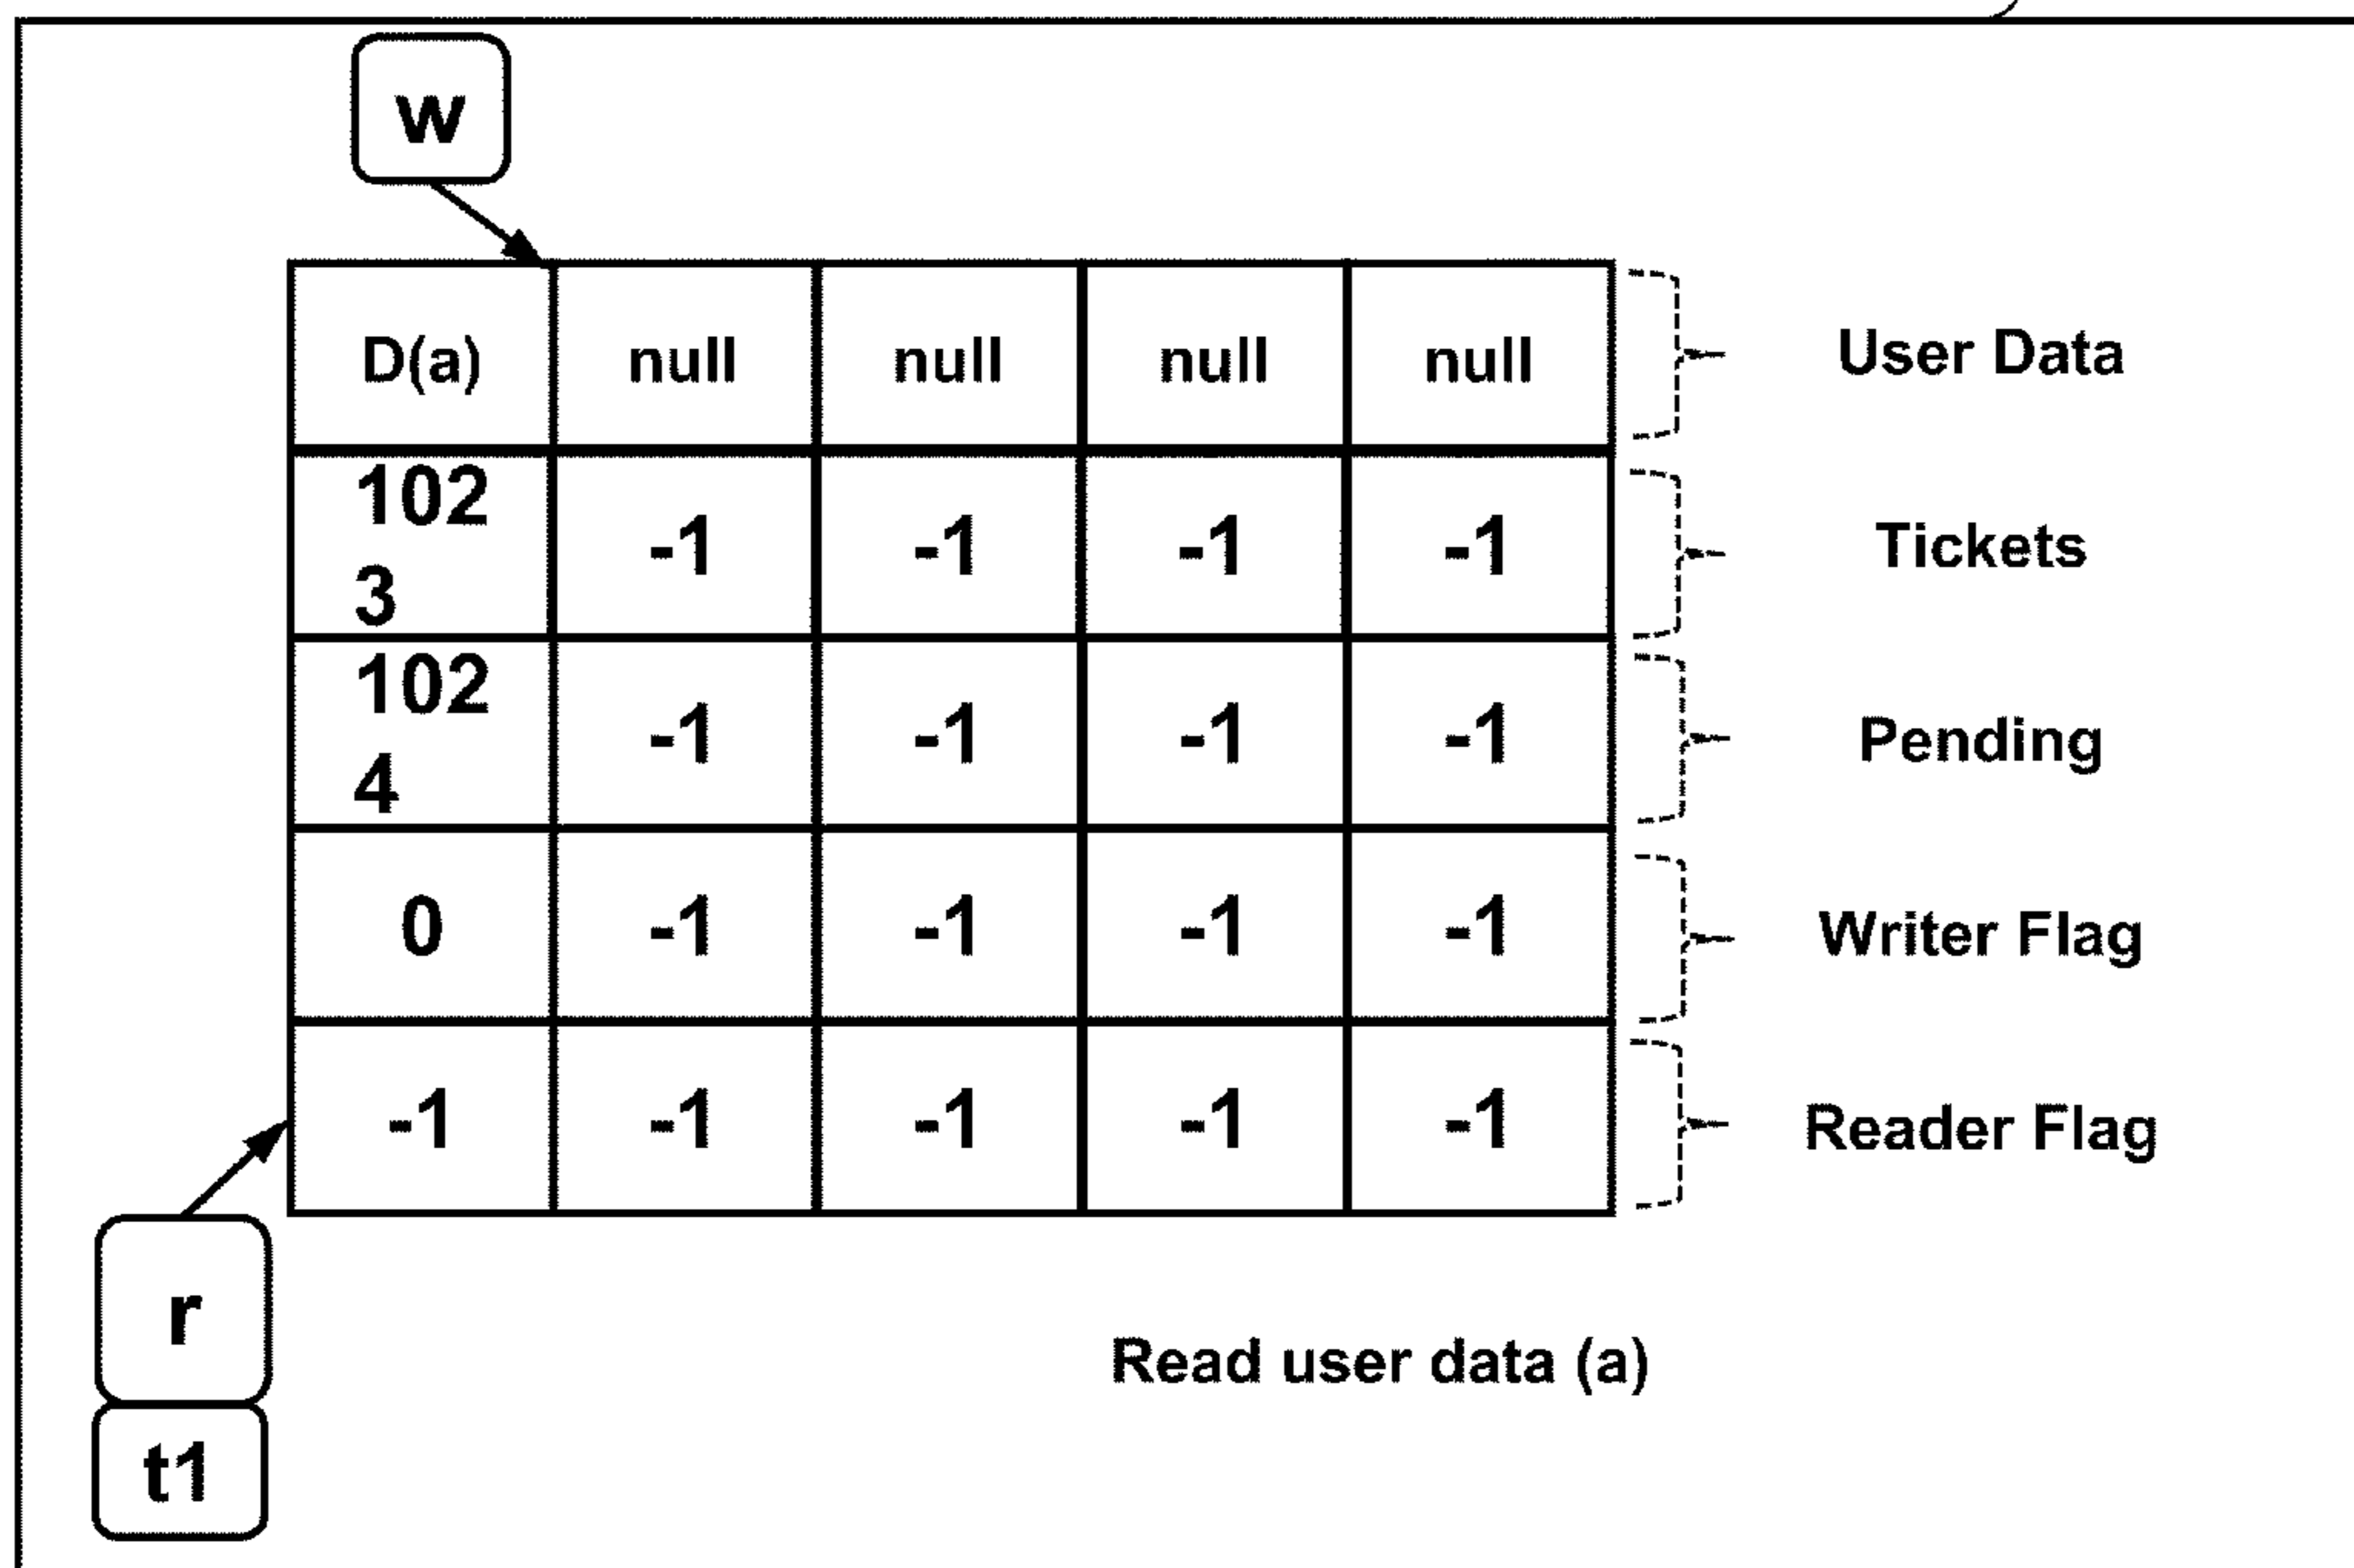 w
D(a) null null null null User Data
102
3 -1 -1 -1 -1 Tickets
102
4 -1 -1 -1 -1 Pending
0 -1 -1 -1 -1 Writer Flag
-1 -1 -1 -1 -1 Reader Flag
r
Read user data (a)
t1